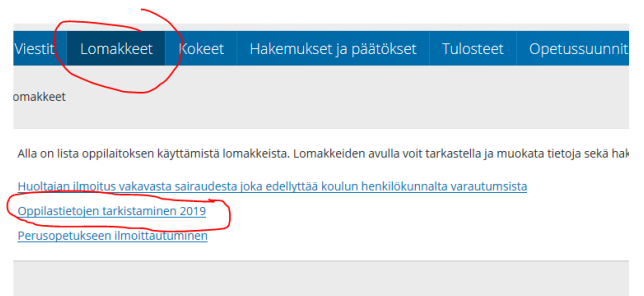 Viestit Lomakkeet Kokeet Hakemukset ja päätökset Tulosteet Opetussuunnit
omakkeet
Alla on lista oppilaitoksen käyttämistä lomakkeista. Lomakkeiden avulla voit tarkastella ja muokata tietoja sekä hak
Huoltajan ilmoitus vakavasta sairaudesta joka edellyttää koulun henkilökunnalta varautumsista
Oppilastietojen tarkistaminen 2019
Perusopetukseen ilmoittautuminen